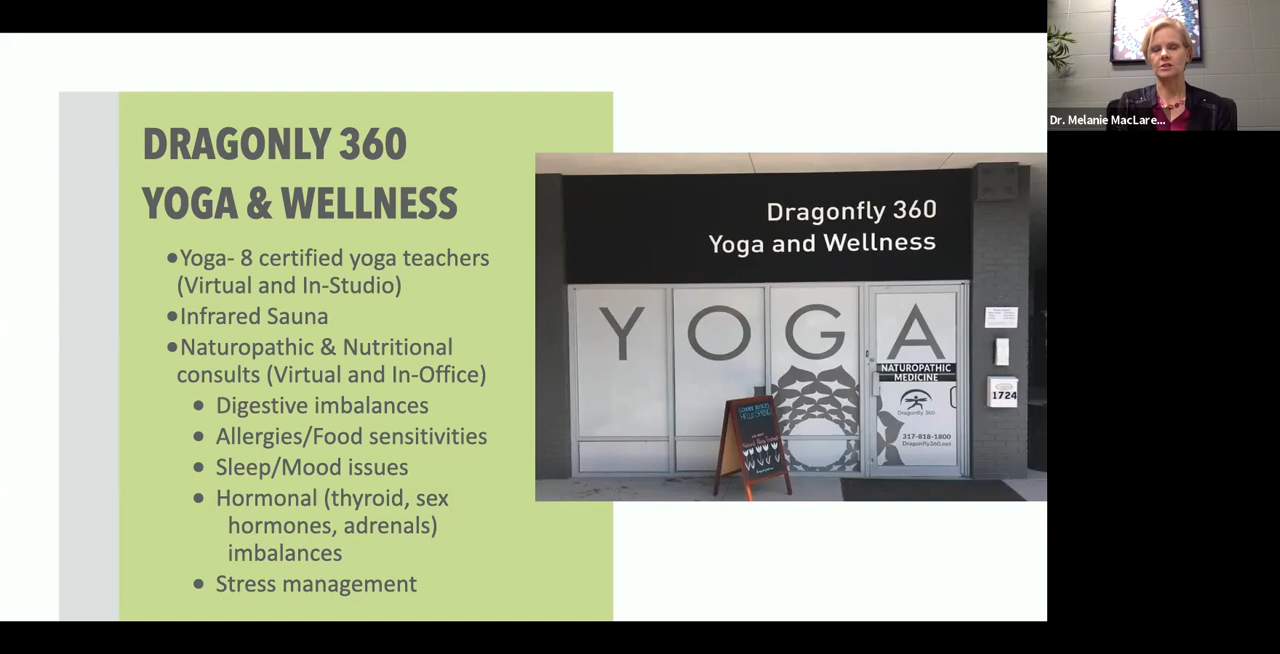 DRAGONLY 360
YOGA & WELLNESS
•Yoga- 8 certified yoga teachers
(Virtual and In-Studio)
•Infrared Sauna
•Naturopathic & Nutritional
consults (Virtual and In-Office)
• Digestive imbalances
• Allergies/Food sensitivities
• Sleep/Mood issues
• Hormonal (thyroid, sex
hormones, adrenals)
imbalances
• Stress management
Dragonfly 360
Yoga and Wellness
YOGA
NATUROPATHIC
MEDICINE
Dragonfly 360
317-818-1800
Dragonfly360.net
1724
Dr. Melanie MacLare...